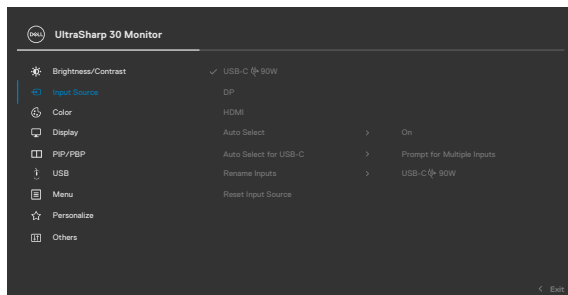 DELL UltraSharp 30 Monitor
Brightness/Contrast
Input Source
Color
Display
PIP/PBP
USB
Menu
Personalize
Others
USB-C 90W
DP
HDMI
Auto Select > On
Auto Select for USB-C > Prompt for Multiple Inputs
Rename Inputs > USB-C 90W
Reset Input Source
< Exit